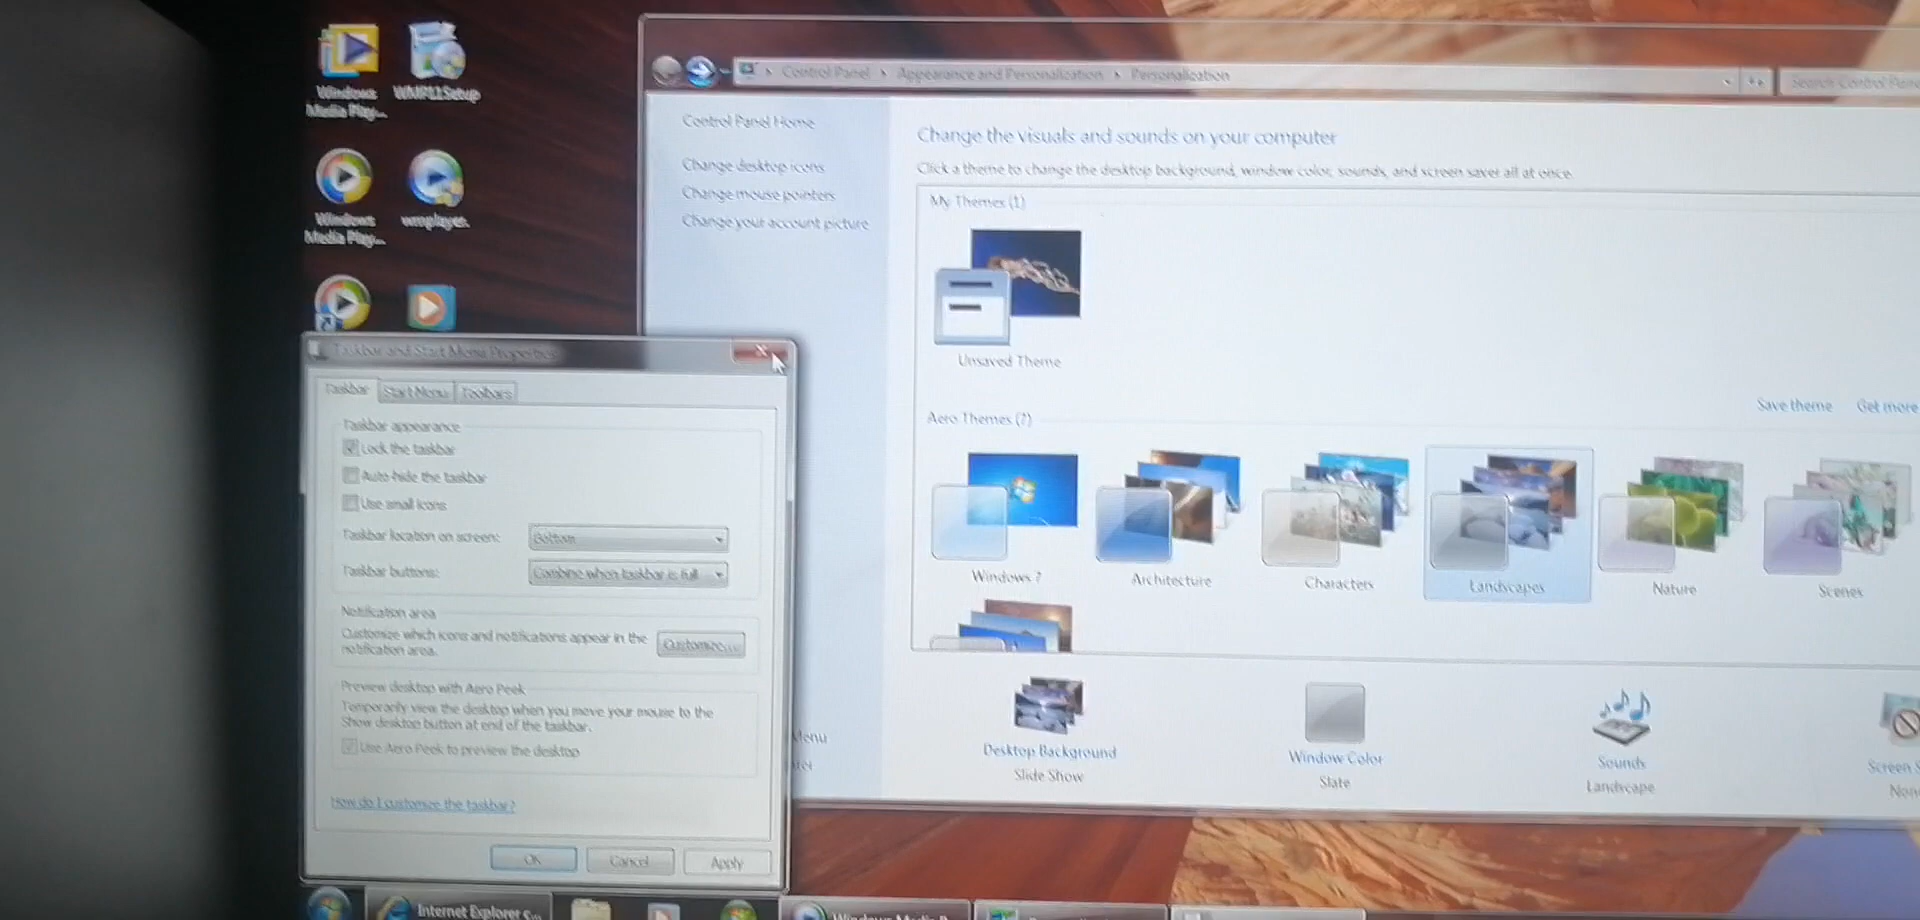 Windows
Media Play...
WMP11Setup
Windows
Media Play...
wmplayer.
Control Panel
Appearance and Personalization
Personalization
Search Control Pane
Control Panel Home
Change desktop icons
Change mouse pointers
Change your account picture
Change the visuals and sounds on your computer
Click a theme to change the desktop background, window color, sounds, and screen saver all at once.
My Themes (1)
Unsaved Theme
Save theme
Get more
Aero Themes (7)
Windows 7
Architecture
Characters
Landscapes
Nature
Scenes
Desktop Background
Slide Show
Window Color
Slate
Sounds
Landscape
Screen S
Non
Menu
Taskbar and Start Menu Properties
Taskbar
Start Menu
Toolbars
Taskbar appearance
Lock the taskbar
Auto-hide the taskbar
Use small icons
Taskbar location on screen:
Bottom
Taskbar buttons:
Combine when taskbar is full
Notification area
Customize which icons and notifications appear in the
notification area.
Customize...
Preview desktop with Aero Peek
Temporarily view the desktop when you move your mouse to the
Show desktop button at end of the taskbar.
Use Aero Peek to preview the desktop
How do I customize the taskbar?
OK
Cancel
Apply
Internet Explorer
Windows Media P